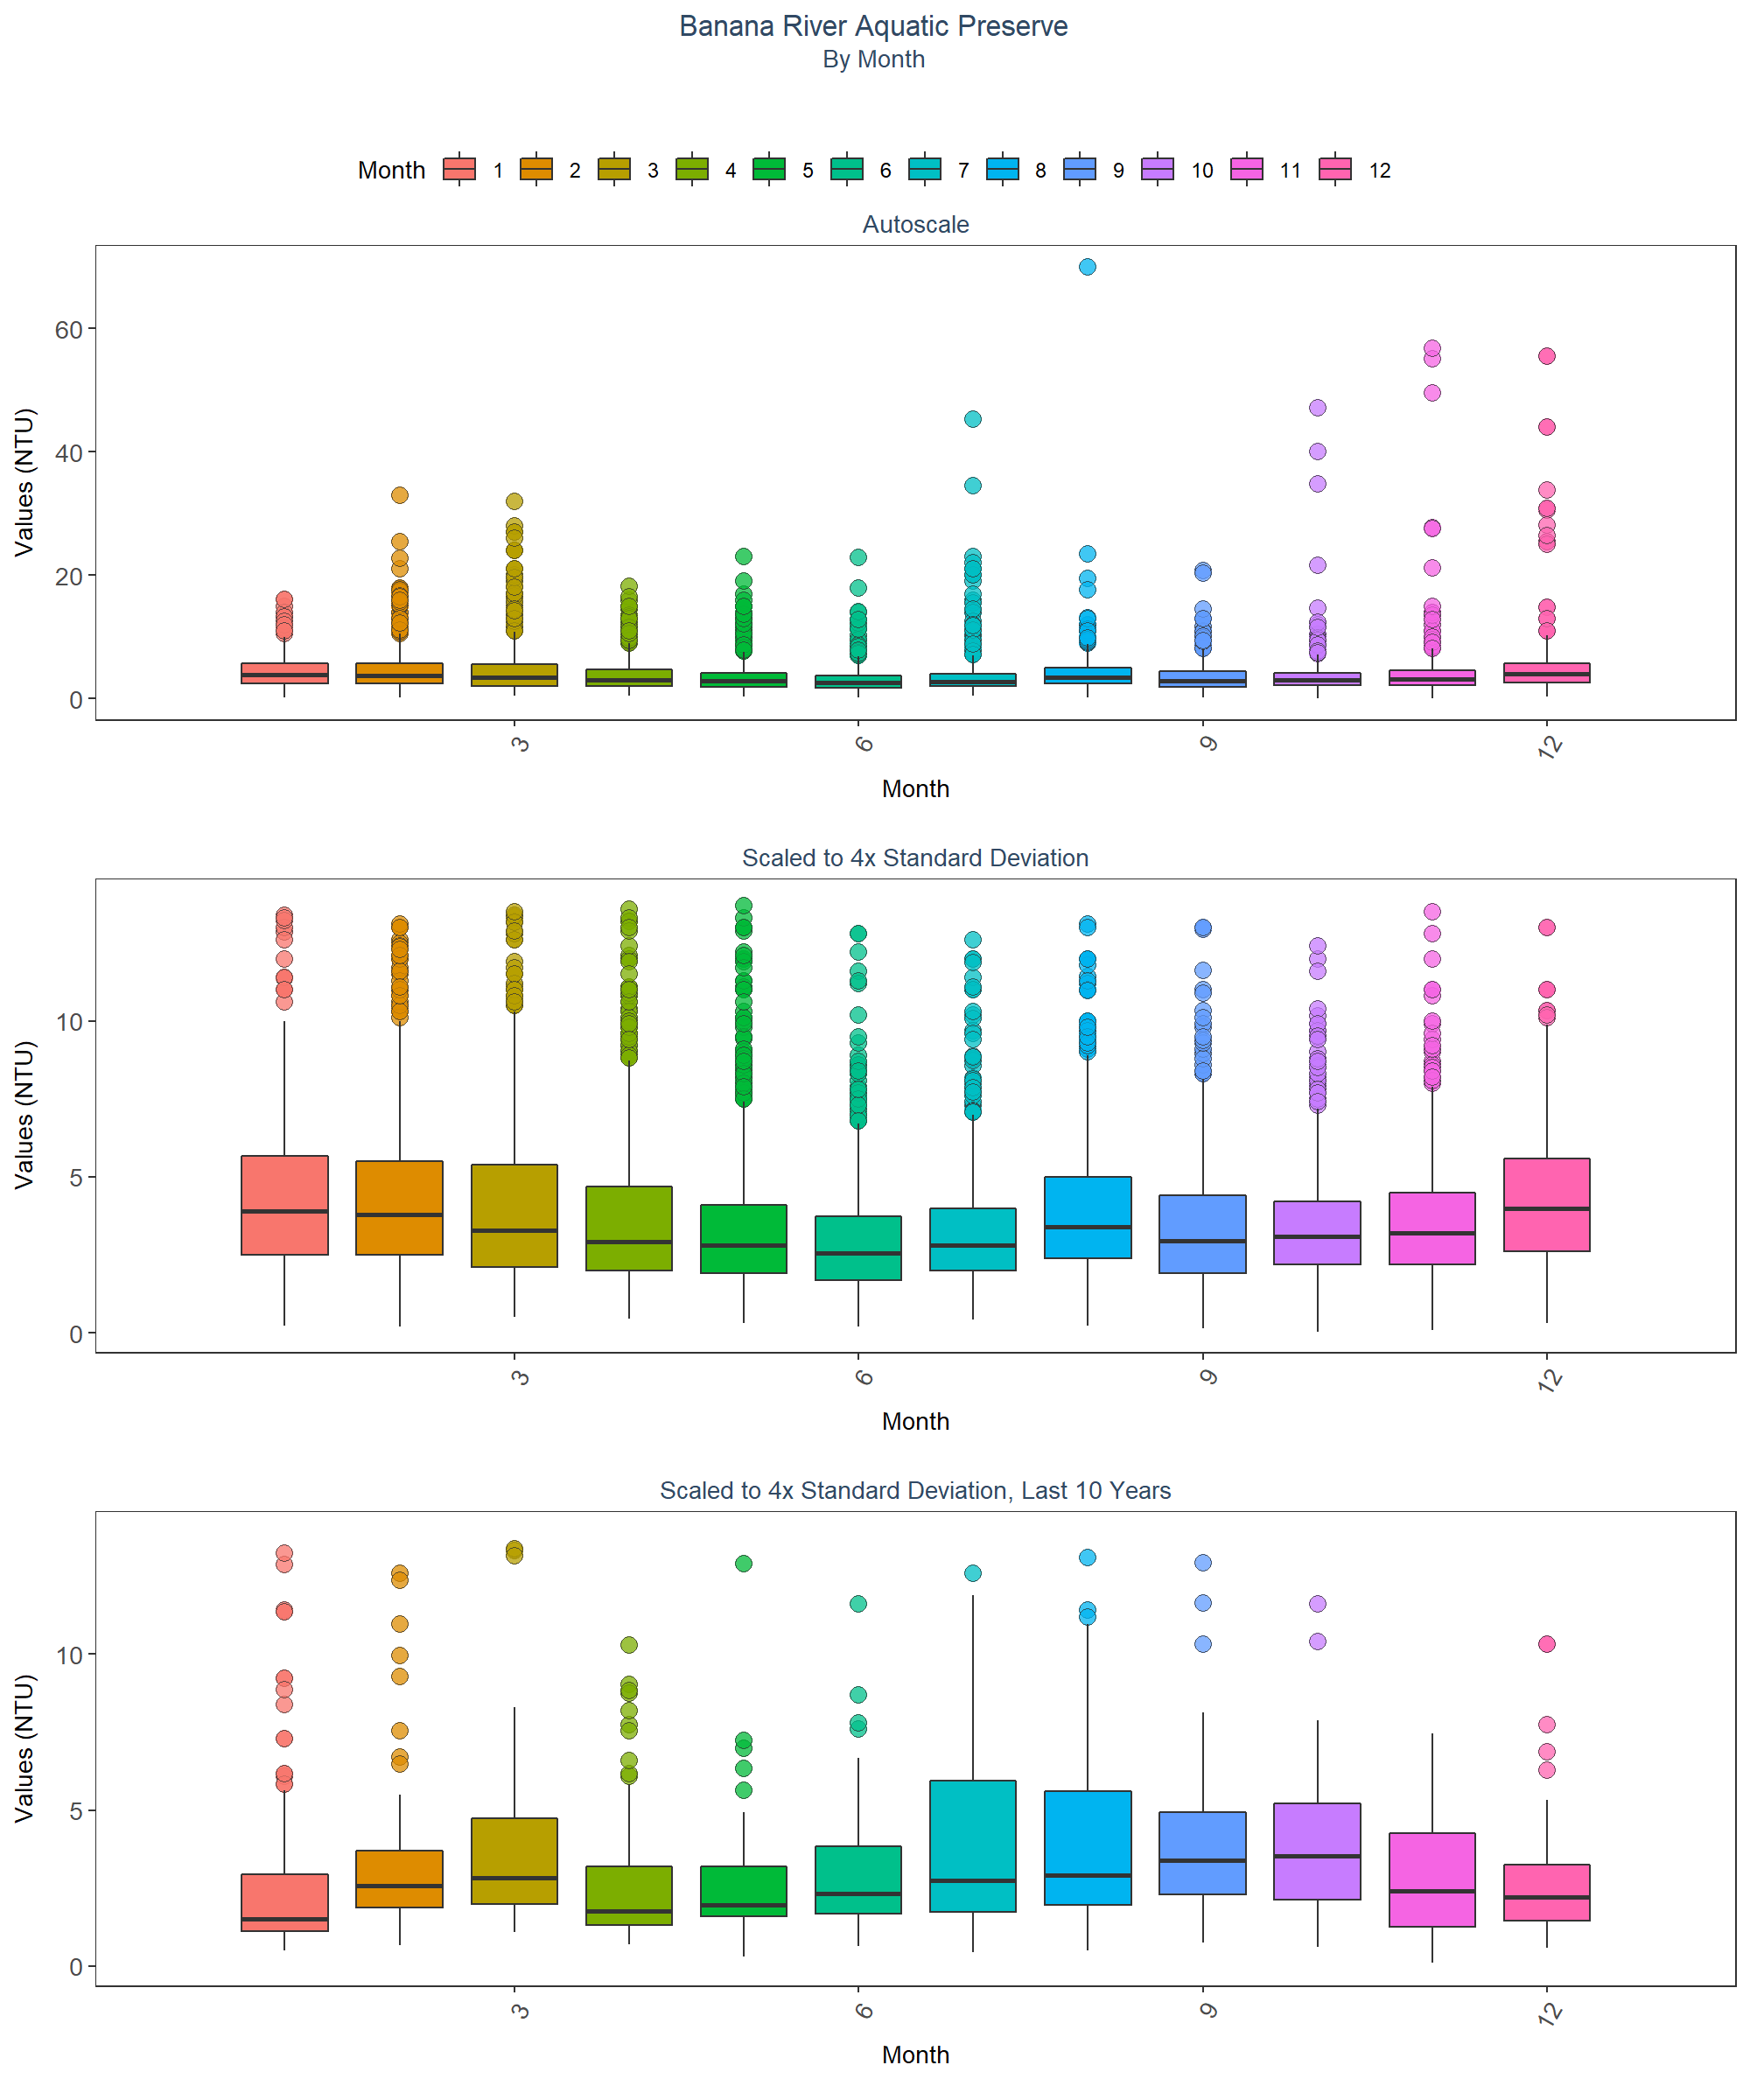 Banana River Aquatic Preserve
By Month
Month 1 2 3 4 5 6 7 8 9 10 11 12
Autoscale
Values (NTU)
60
40
20
0
3 6 9 12
Month
Scaled to 4x Standard Deviation
Values (NTU)
10
5
0
3 6 9 12
Month
Scaled to 4x Standard Deviation, Last 10 Years
Values (NTU)
10
5
0
3 6 9 12
Month